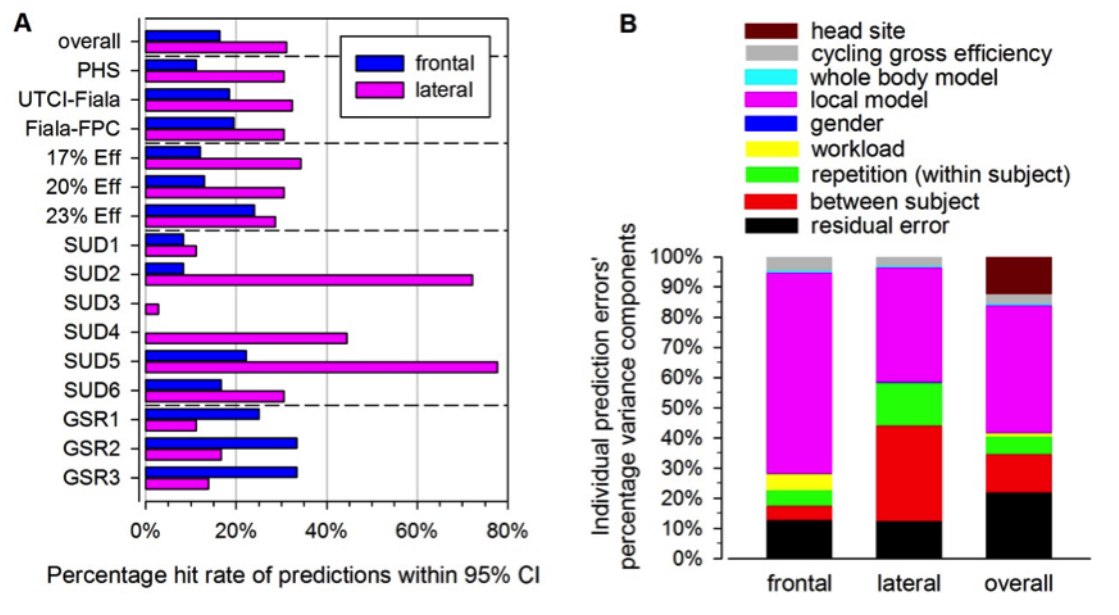 A
overall
PHS
UTCI-Fiala
Fiala-FPC
17% Eff
20% Eff
23% Eff
SUD1
SUD2
SUD3
SUD4
SUD5
SUD6
GSR1
GSR2
GSR3
frontal
lateral
0% 20% 40% 60% 80%
Percentage hit rate of predictions within 95% CI
B
head site
cycling gross efficiency
whole body model
local model
gender
workload
repetition (within subject)
between subject
residual error
Individual prediction errors'
percentage variance components
100%
90%
80%
70%
60%
50%
40%
30%
20%
10%
0%
frontal lateral overall